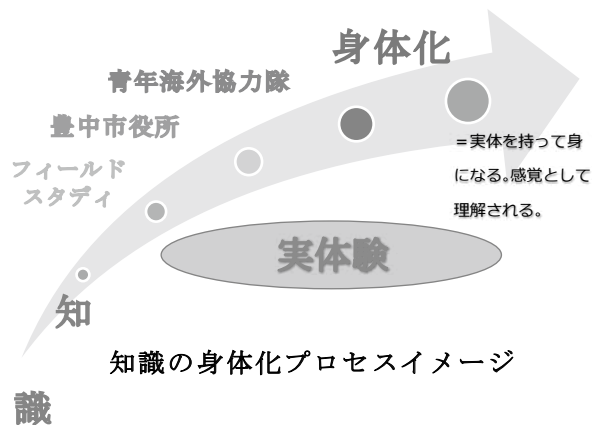 身体化
青年海外協力隊
豊中市役所
フィールド
スタディ
＝実体を持って身
になる。感覚として
理解される。
実体験
知
識
知識の身体化プロセスイメージ